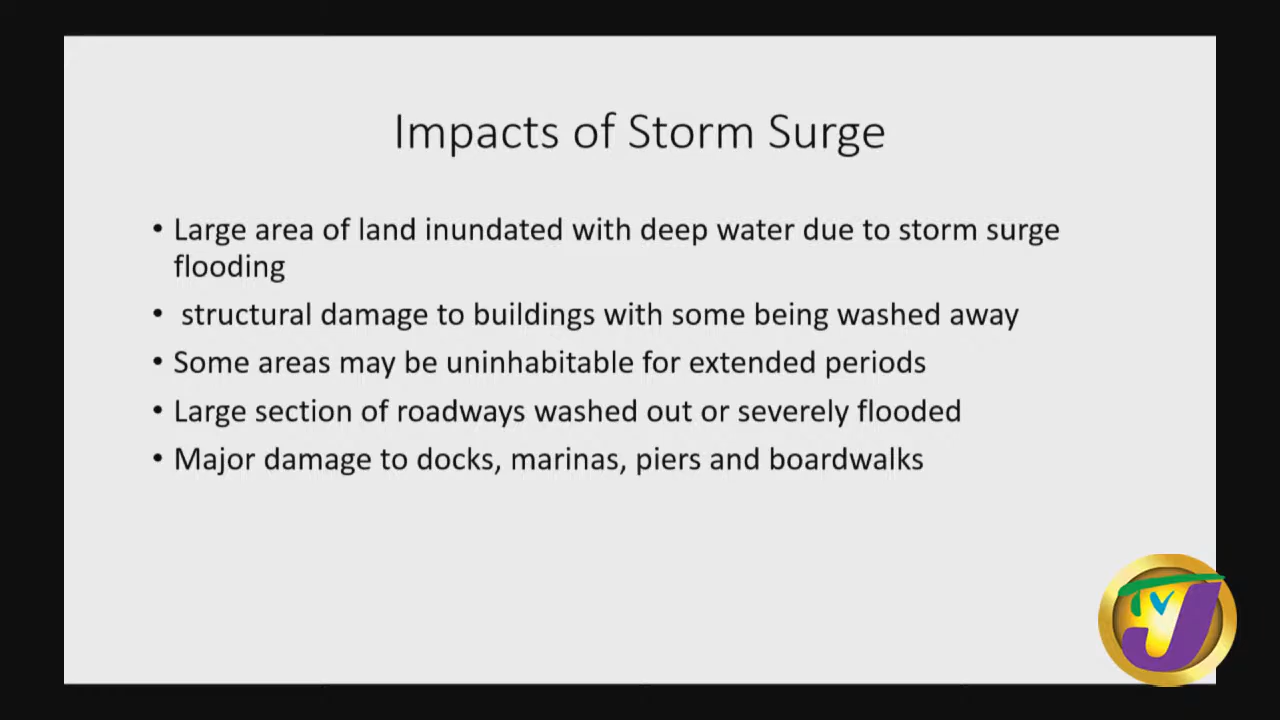 Impacts of Storm Surge
• Large area of land inundated with deep water due to storm surge
flooding
• structural damage to buildings with some being washed away
• Some areas may be uninhabitable for extended periods
• Large section of roadways washed out or severely flooded
• Major damage to docks, marinas, piers and boardwalks
TVJ